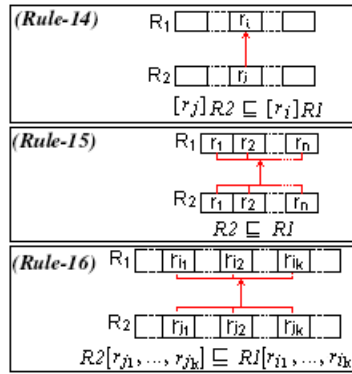 (Rule-14)
R1 ri
R2 rj
[rj]R2 ⊑ [ri]R1
(Rule-15)
R1 r1 r2 rn
R2 r1 r2 rn
R2 ⊑ R1
(Rule-16)
R1 ri1 ri2 rik
R2 rj1 rj2 rjk
R2[rj1, ..., rjk] ⊑ R1[ri1, ..., rik]